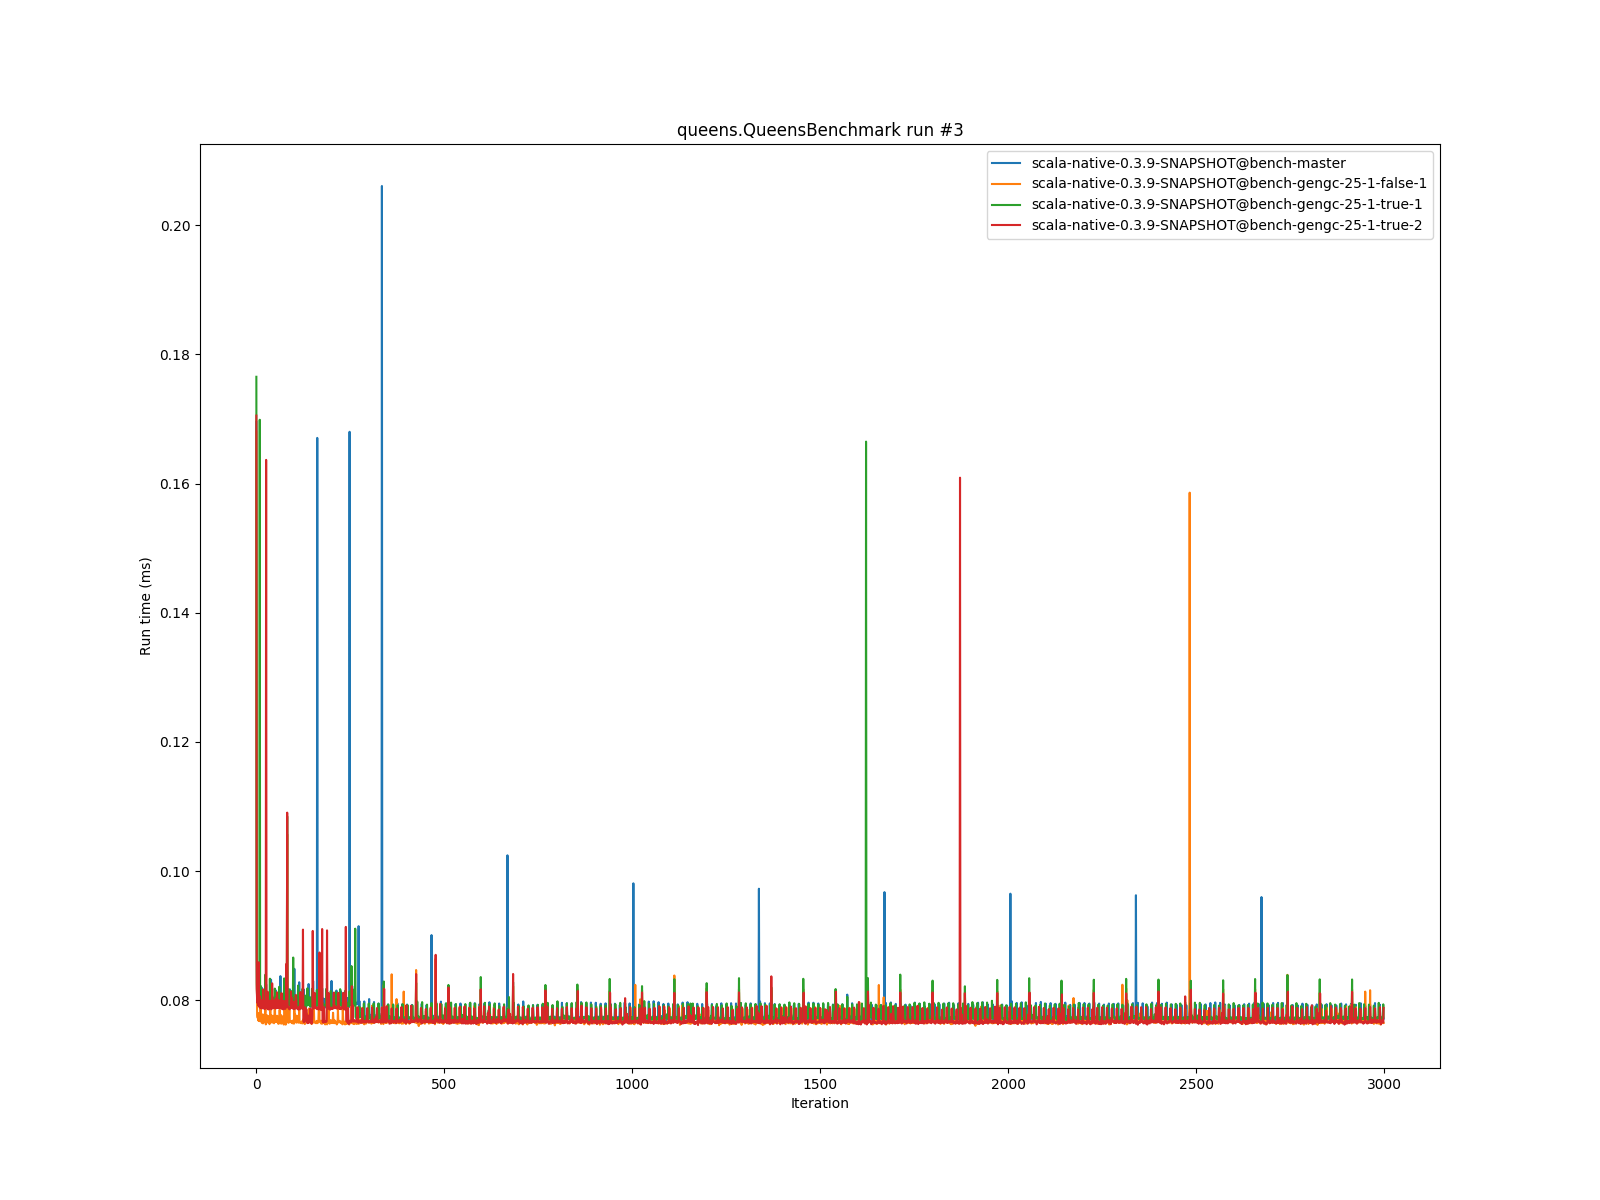 queens.QueensBenchmark run #3
scala-native-0.3.9-SNAPSHOT@bench-master
scala-native-0.3.9-SNAPSHOT@bench-gengc-25-1-false-1
scala-native-0.3.9-SNAPSHOT@bench-gengc-25-1-true-1
scala-native-0.3.9-SNAPSHOT@bench-gengc-25-1-true-2
Run time (ms)
0.20
0.18
0.16
0.14
0.12
0.10
0.08
0 500 1000 1500 2000 2500 3000
Iteration